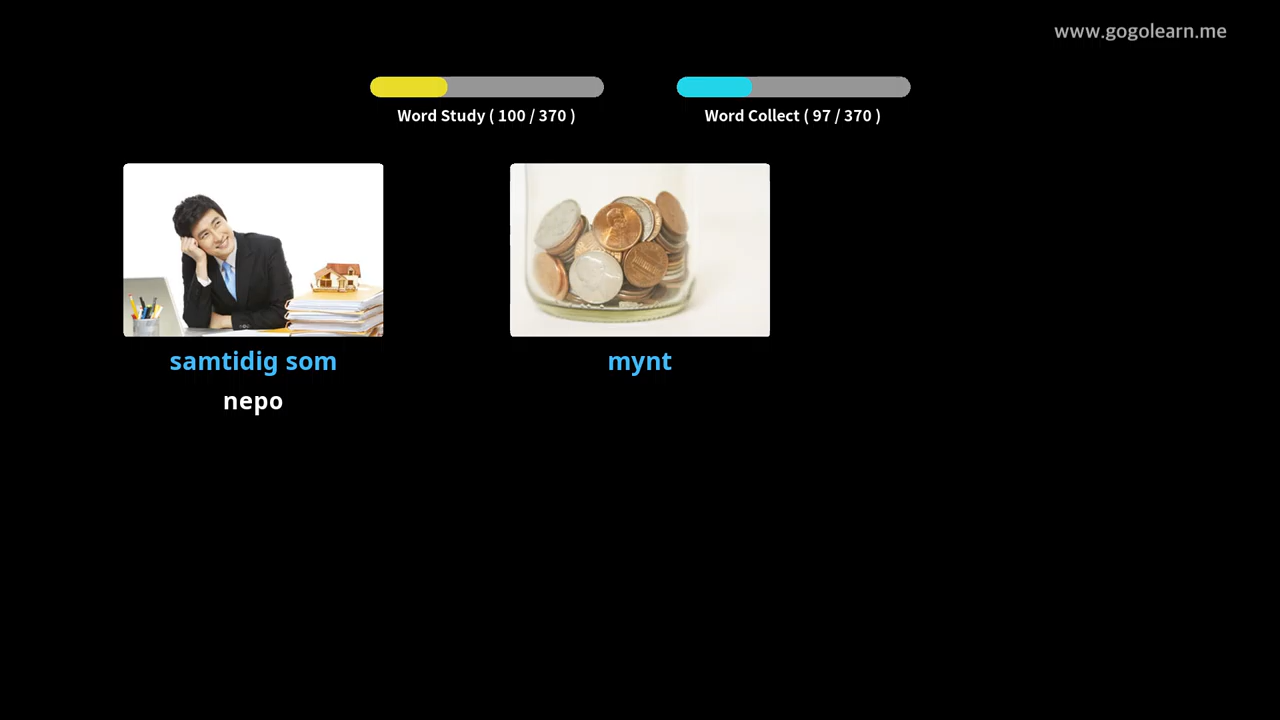 www.gogolearn.me
Word Study ( 100 / 370 )
Word Collect ( 97 / 370 )
samtidig som
nepo
mynt